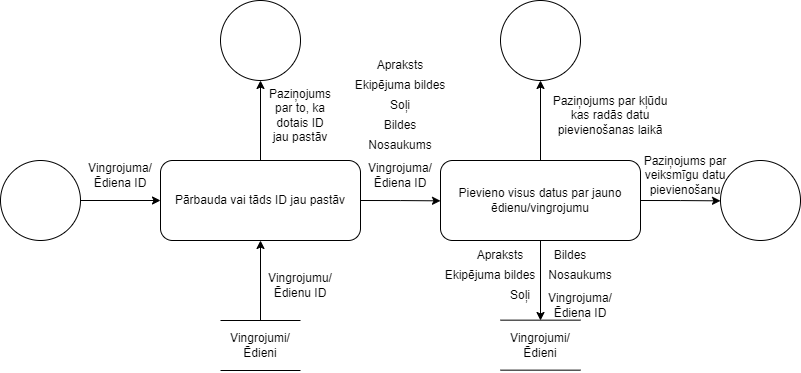 Vingrojuma/
Ēdiena ID
Pārbauda vai tāds ID jau pastāv
Paziņojums
par to, ka
dotais ID
jau pastāv
Vingrojumu/
Ēdienu ID
Vingrojumi/
Ēdieni
Apraksts
Ekipējuma bildes
Soļi
Bildes
Nosaukums
Vingrojuma/
Ēdiena ID
Pievieno visus datus par jauno
ēdienu/vingrojumu
Paziņojums par kļūdu
kas radās datu
pievienošanas laikā
Paziņojums par
veiksmīgu datu
pievienošanu
Apraksts
Ekipējuma bildes
Soļi
Bildes
Nosaukums
Vingrojuma/
Ēdiena ID
Vingrojumi/
Ēdieni